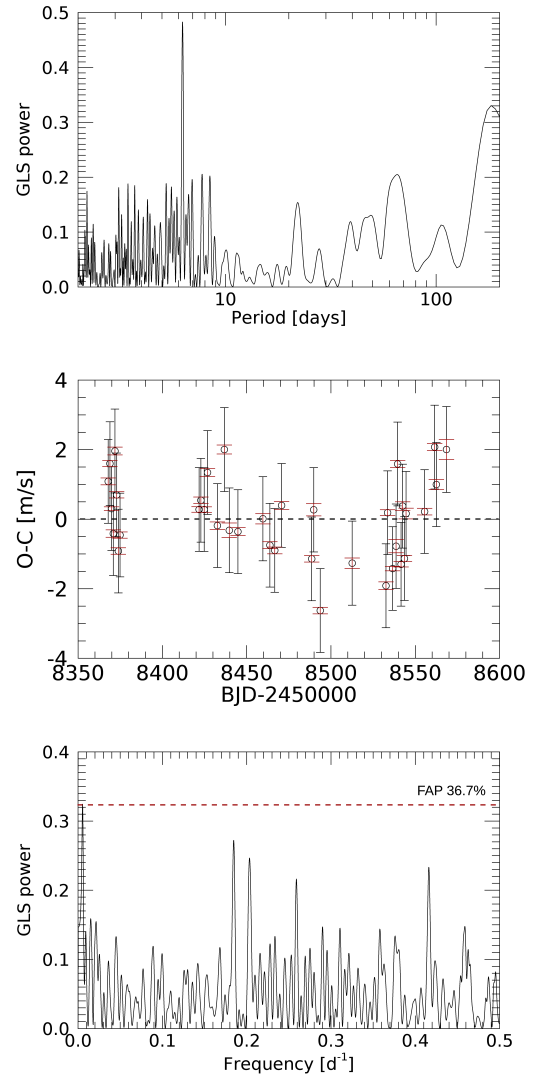 0.5
0.4
0.3
0.2
0.1
0.0
GLS power
10 100
Period [days]
4
2
0
-2
-4
O-C [m/s]
8350 8400 8450 8500 8550 8600
BJD-2450000
0.4
0.3
0.2
0.1
0.0
GLS power
FAP 36.7%
0.0 0.1 0.2 0.3 0.4 0.5
Frequency [d-1]